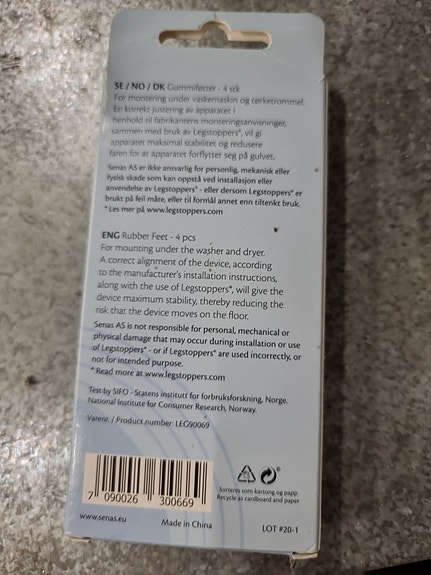 SE / NO / DK Gummiføtter - 4 stk
For montering under vaskemaskin og tørketrommel.
En korrekt justering av apparatet i
henhold til fabrikantens monteringsanvisninger,
sammen med bruk av Legstoppers*, vil gi
apparatet maksimal stabilitet og redusere
faren for at apparatet forflytter seg på gulvet.
Senas AS er ikke ansvarlig for personlig, mekanisk eller
fysisk skade som kan oppstå ved installasjon eller
anvendelse av Legstoppers* - eller dersom Legstoppers* er
brukt på feil måte, eller til formål annet enn tiltenkt bruk.
* Les mer på www.legstoppers.com
ENG Rubber Feet - 4 pcs
For mounting under the washer and dryer.
A correct alignment of the device, according
to the manufacturer's installation instructions,
along with the use of Legstoppers*, will give the
device maximum stability, thereby reducing the
risk that the device moves on the floor.
Senas AS is not responsible for personal, mechanical or
physical damage that may occur during installation or use
of Legstoppers* - or if Legstoppers* are used incorrectly, or
not for intended purpose.
* Read more at www.legstoppers.com
Test by SIFO - Statens institutt for forbruksforskning, Norge.
National Institute for Consumer Research, Norway.
Varenr. / Product number: LEG90069
7 090026 300669
Sorteres som kartong og papp
Recycle as cardboard and paper
www.senas.eu
Made in China
LOT #20-1